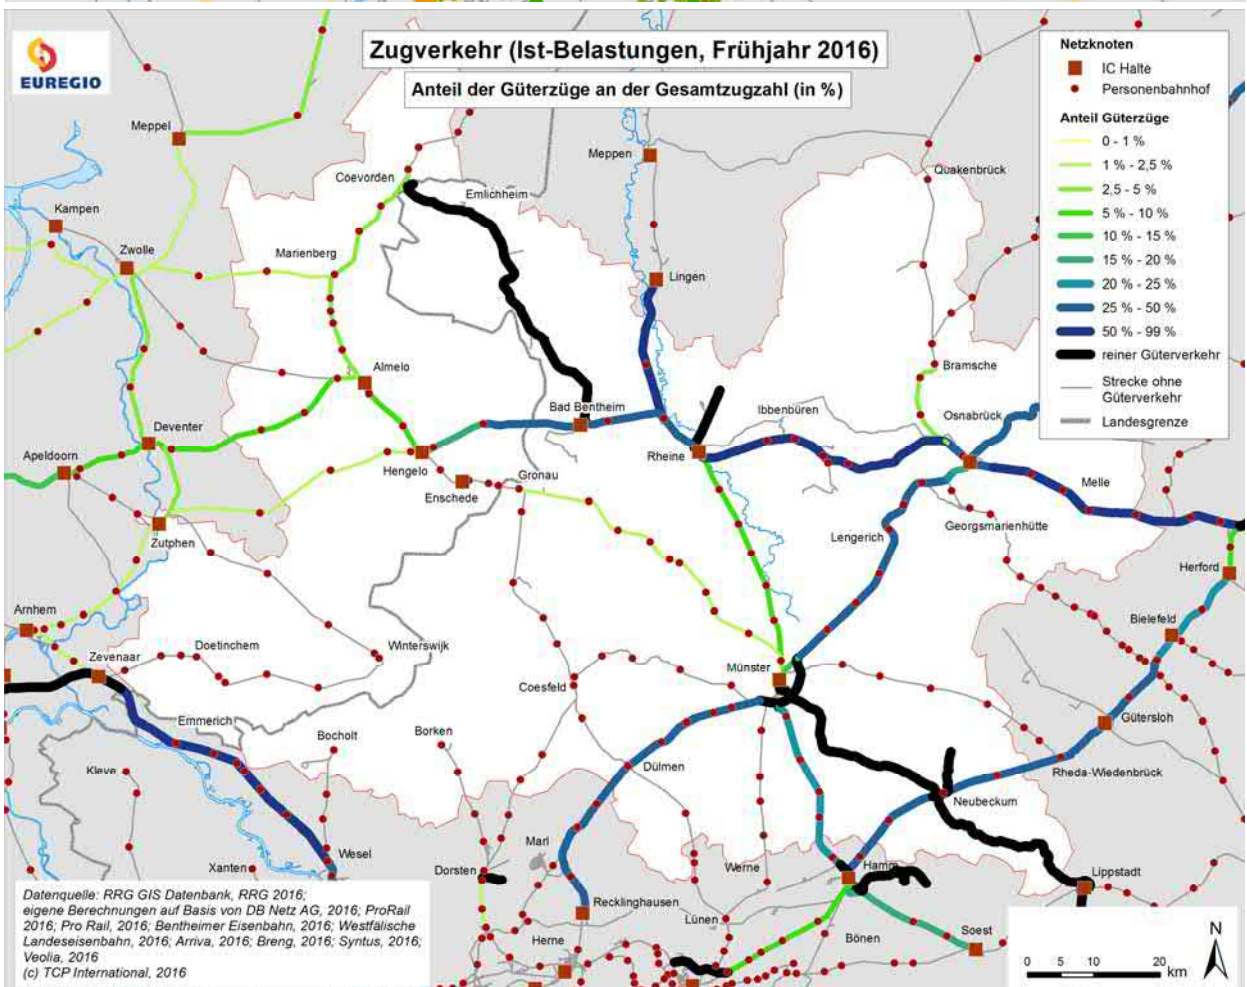 EUREGIO
Zugverkehr (Ist-Belastungen, Frühjahr 2016)
Anteil der Güterzüge an der Gesamtzugzahl (in %)
Netzknoten
IC Halte
Personenbahnhof
Anteil Güterzüge
0 - 1 %
1 % - 2,5 %
2,5 - 5 %
5 % - 10 %
10 % - 15 %
15 % - 20 %
20 % - 25 %
25 % - 50 %
50 % - 99 %
reiner Güterverkehr
Strecke ohne
Güterverkehr
Landesgrenze
Meppel
Meppen
Quakenbrück
Coevorden
Emlichheim
Kampen
Zwolle
Marienberg
Lingen
Almelo
Bramsche
Bad Bentheim
Ibbenbüren
Osnabrück
Deventer
Apeldoorn
Hengelo
Rheine
Gronau
Enschede
Melle
Georgsmarienhütte
Zutphen
Lengerich
Herford
Arnhem
Bielefeld
Doetinchem
Winterswijk
Zevenaar
Münster
Coesfeld
Emmerich
Gütersloh
Bocholt
Borken
Kleve
Dülmen
Rheda-Wiedenbrück
Neubeckum
Marl
Wesel
Xanten
Dorsten
Werne
Hamm
Lippstadt
Recklinghausen
Lünen
Bönen
Soest
Herne
Datenquelle: RRG GIS Datenbank, RRG 2016;
eigene Berechnungen auf Basis von DB Netz AG, 2016; ProRail
2016; Pro Rail, 2016; Bentheimer Eisenbahn, 2016; Westfälische
Landeseisenbahn, 2016; Arriva, 2016; Breng, 2016; Syntus, 2016;
Veolia, 2016
(c) TCP International, 2016
N
0 5 10 20
km